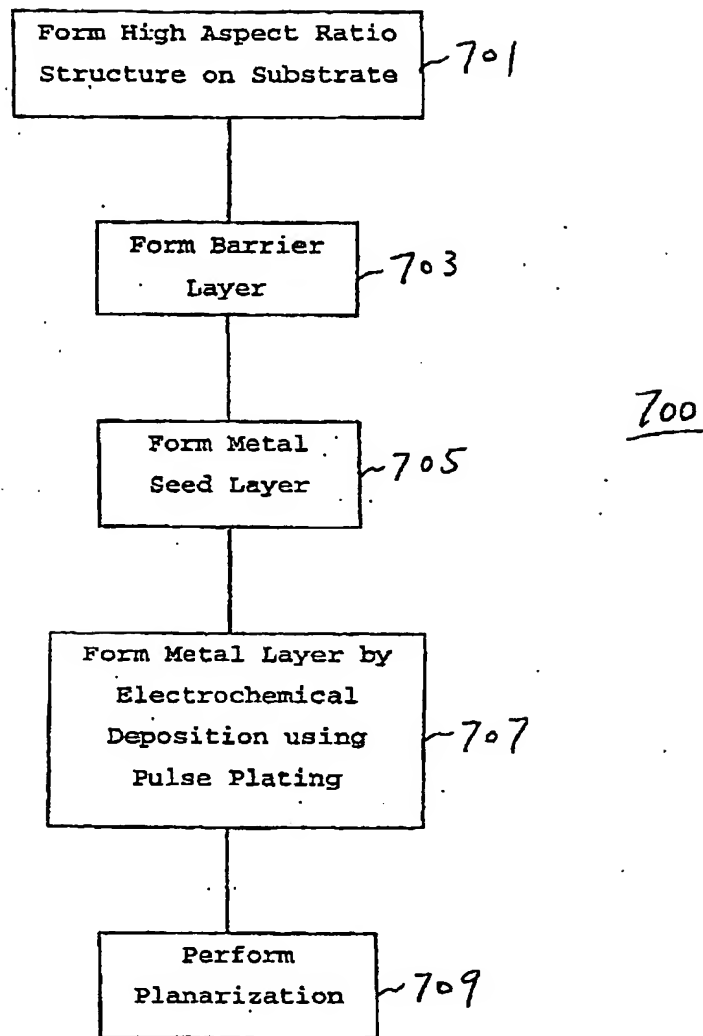 Form High Aspect Ratio
Structure on Substrate
701
Form Barrier
Layer
703
700
Form Metal
Seed Layer
705
Form Metal Layer by
Electrochemical
Deposition using
Pulse Plating
707
Perform
Planarization
709